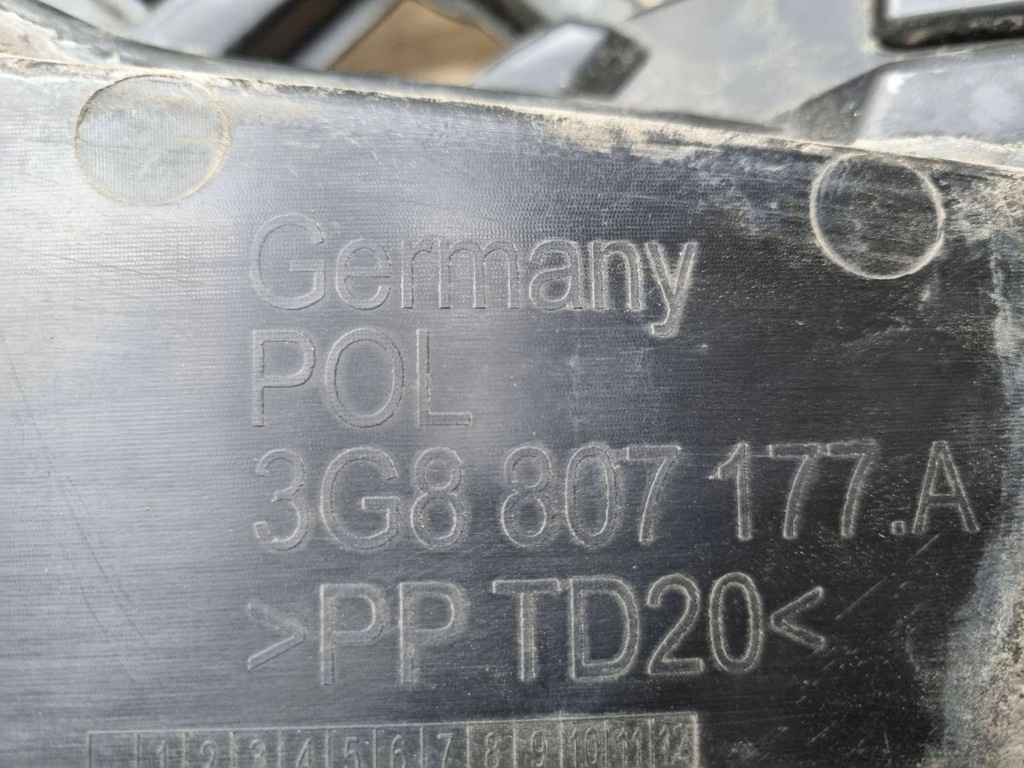 Germany
POL
3G8 807 177.A
>PP TD20<
1 2 3 4 5 6 7 8 9 10 11 12